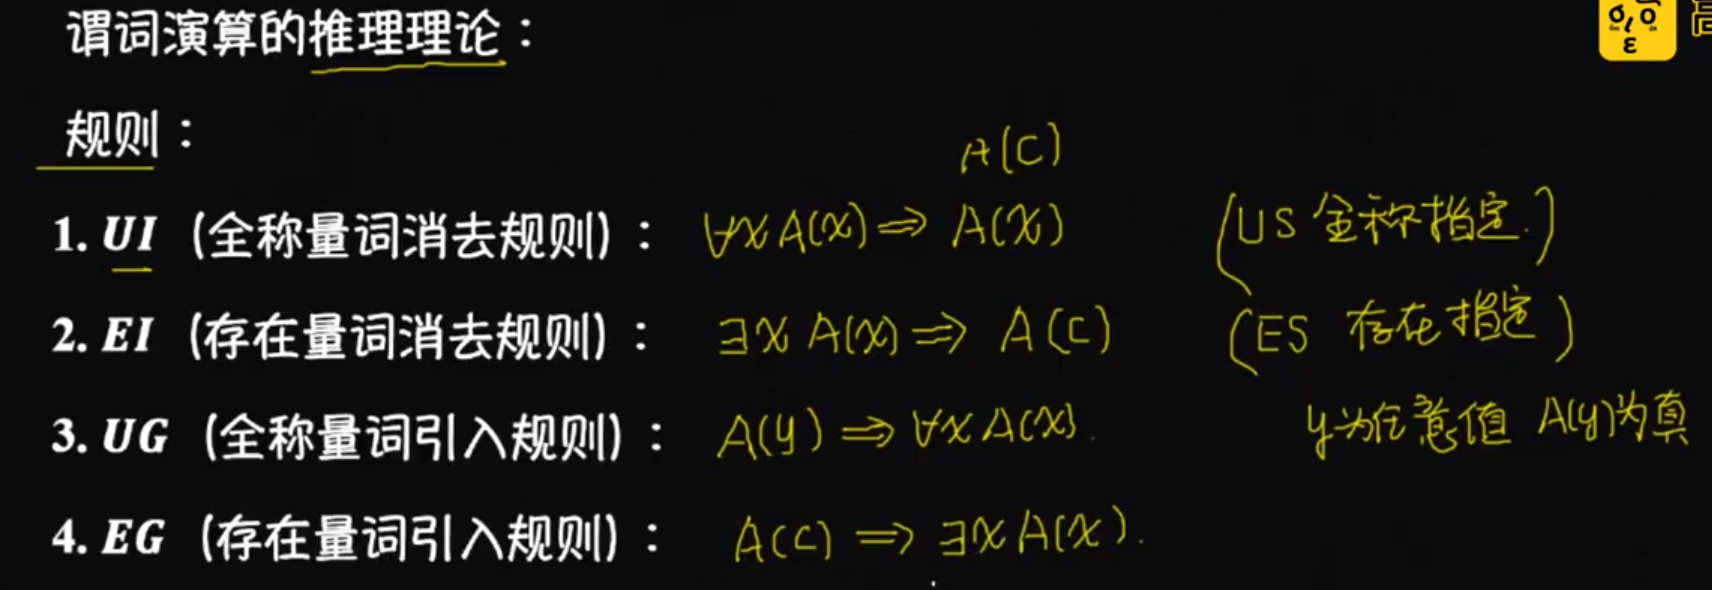 谓词演算的推理理论：
高
规则：
A(C)
1. UI (全称量词消去规则)： ∀x A(x) ⇒ A(x) (US 全称指定.)
2. EI (存在量词消去规则)： ∃x A(x) ⇒ A(C) (ES 存在指定)
3. UG (全称量词引入规则)： A(y) ⇒ ∀x A(x). y为任意值 A(y)为真
4. EG (存在量词引入规则)： A(C) ⇒ ∃x A(x).